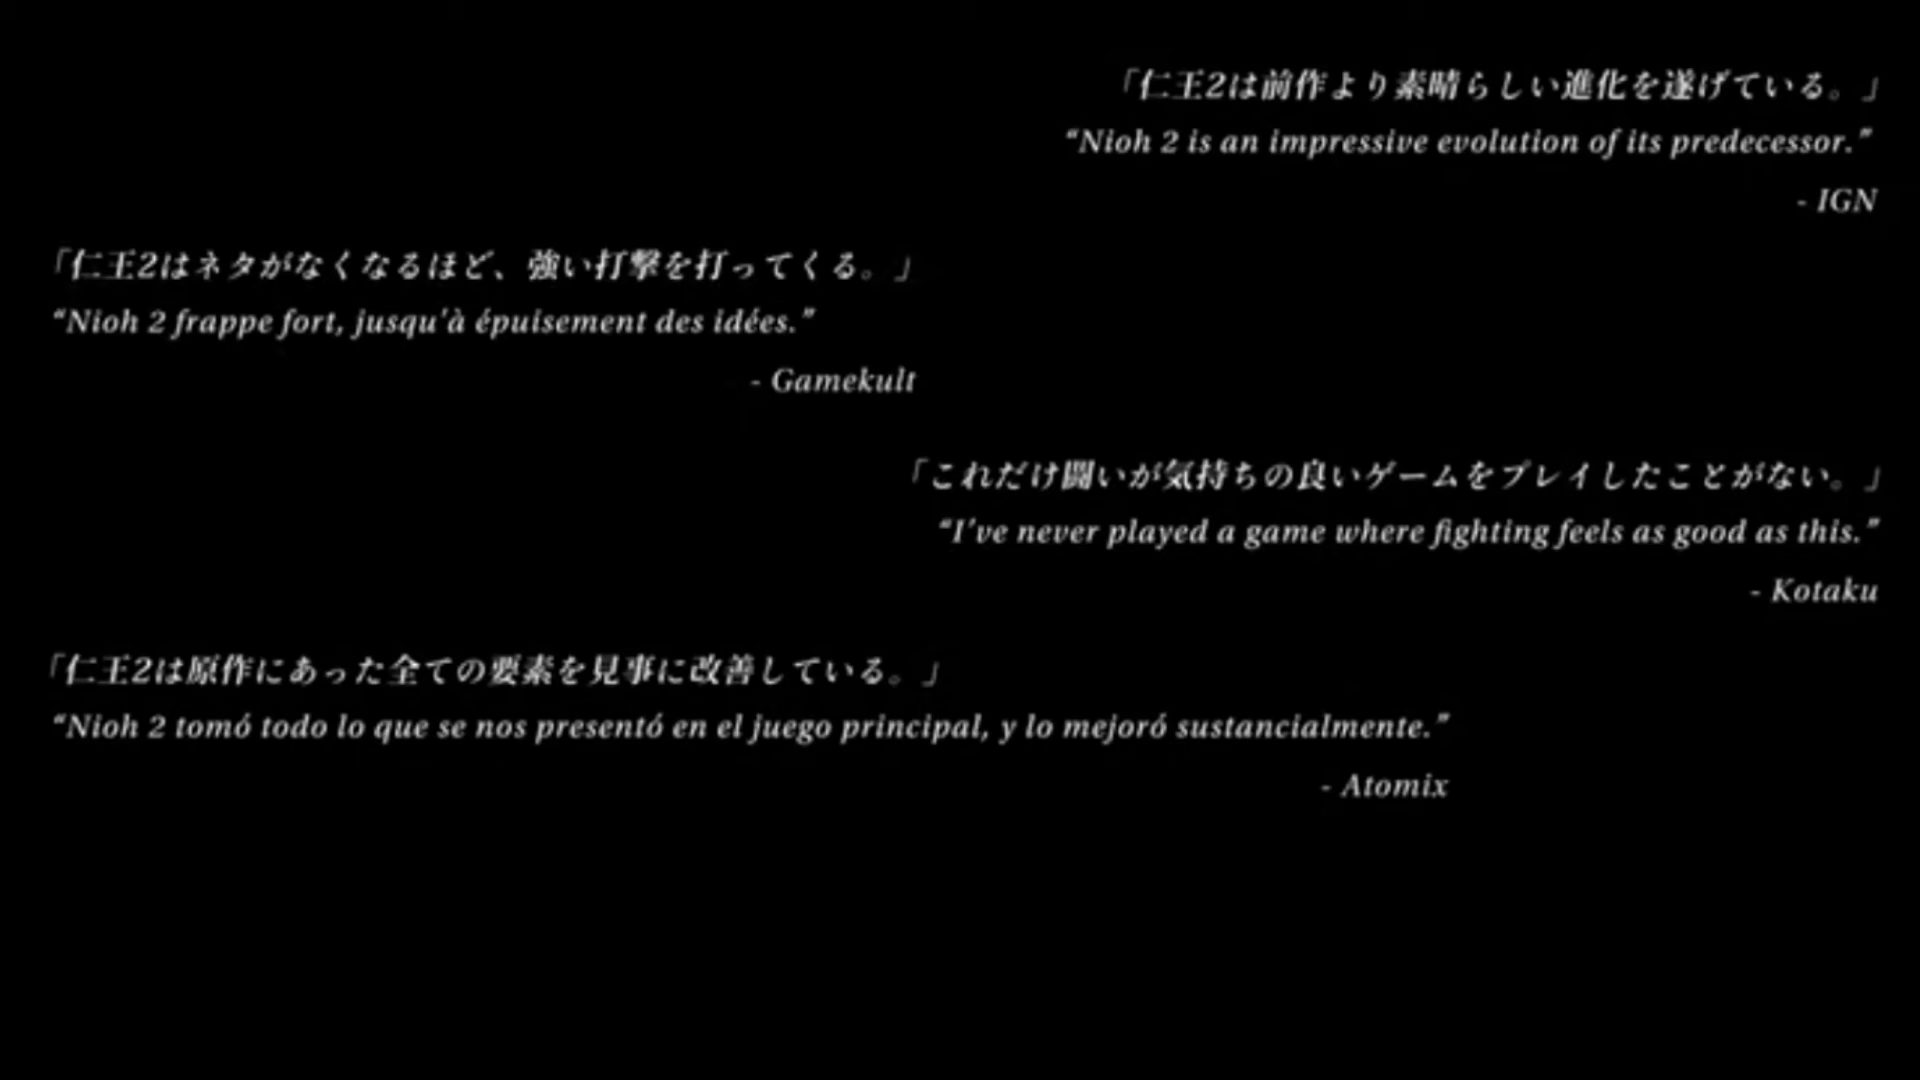 「仁王2は前作より素晴らしい進化を遂げている。」
“Nioh 2 is an impressive evolution of its predecessor.”
- IGN
「仁王2はネタがなくなるほど、強い打撃を打ってくる。」
“Nioh 2 frappe fort, jusqu'à épuisement des idées.”
- Gamekult
「これだけ闘いが気持ちの良いゲームをプレイしたことがない。」
“I've never played a game where fighting feels as good as this.”
- Kotaku
「仁王2は原作にあった全ての要素を見事に改善している。」
“Nioh 2 tomó todo lo que se nos presentó en el juego principal, y lo mejoró sustancialmente.”
- Atomix